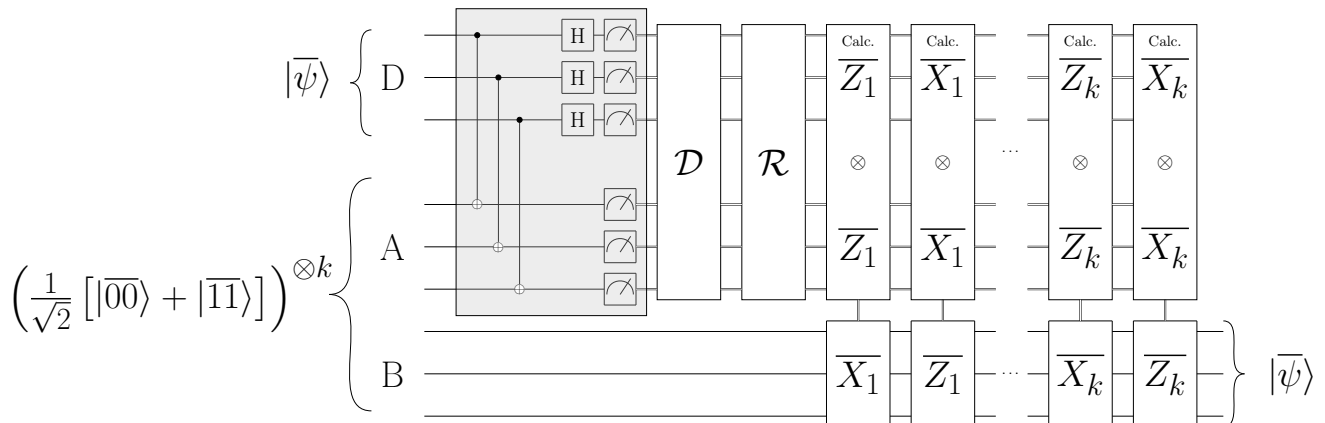 Calc. Calc. Calc. Calc.
H
|ψ̅⟩ D Z̅₁ X̅₁ Z̅ₖ X̅ₖ
H
H
𝒟 ℛ ⊗ ⊗ ... ⊗ ⊗
A Z̅₁ X̅₁ Z̅ₖ X̅ₖ
(1/√2 [|0̅0̅⟩ + |1̅1̅⟩])^⊗k
B X̅₁ Z̅₁ ... X̅ₖ Z̅ₖ |ψ̅⟩